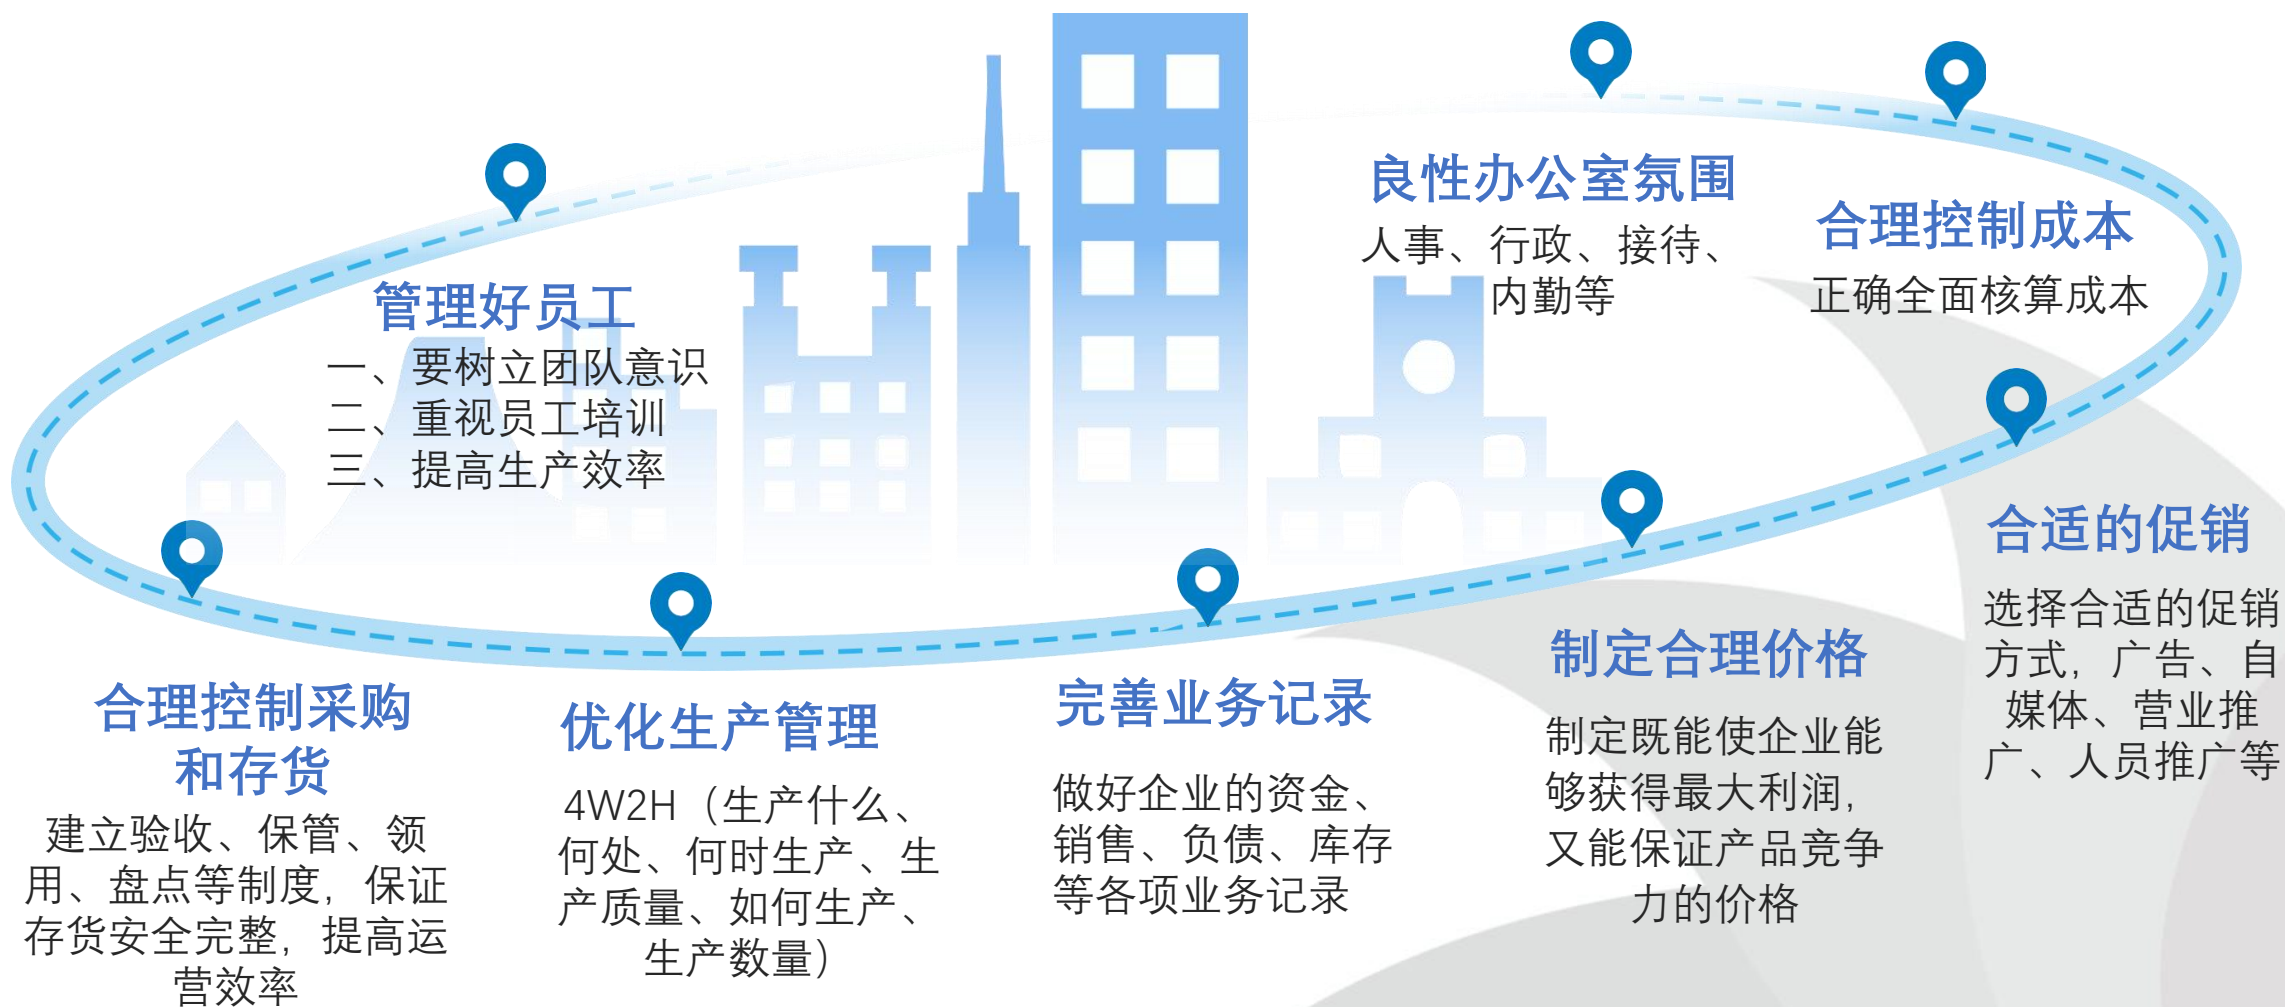 管理好员工
一、要树立团队意识
二、重视员工培训
三、提高生产效率
良性办公室氛围
人事、行政、接待、
内勤等
合理控制成本
正确全面核算成本
合理控制采购
和存货
建立验收、保管、领
用、盘点等制度，保证
存货安全完整，提高运
营效率
优化生产管理
4W2H（生产什么、
何处、何时生产、生
产质量、如何生产、
生产数量）
完善业务记录
做好企业的资金、
销售、负债、库存
等各项业务记录
制定合理价格
制定既能使企业能
够获得最大利润，
又能保证产品竞争
力的价格
合适的促销
选择合适的促销
方式，广告、自
媒体、营业推
广、人员推广等